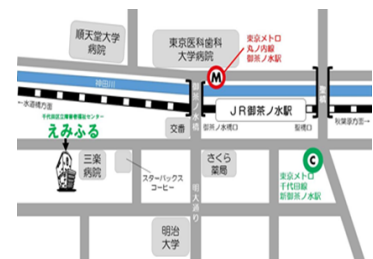 順天堂大学
病院
東京医科歯科
大学病院
M
東京メトロ
丸ノ内線
御茶ノ水駅
神田川
←水道橋方面
JR御茶ノ水駅
秋葉原方面→
千代田区立障害者福祉センター
えみふる
交番
御茶ノ水橋口
聖橋口
三楽
病院
スターバックス
コーヒー
さくら
薬局
C
東京メトロ
千代田線
新御茶ノ水駅
明大通り
明治
大学